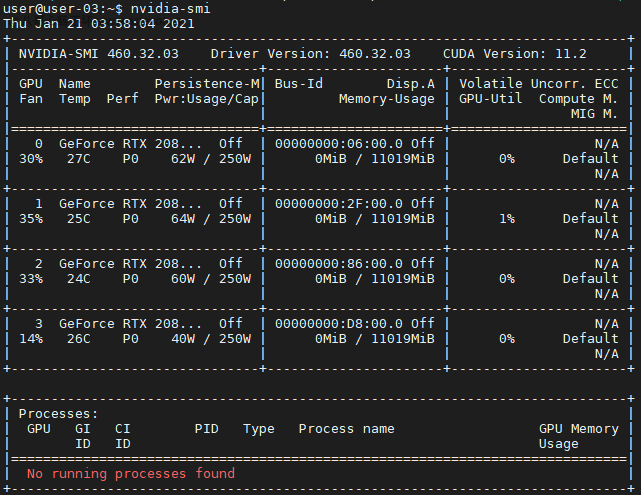 user@user-03:~$ nvidia-smi
Thu Jan 21 03:58:04 2021
+-----------------------------------------------------------------------------+
| NVIDIA-SMI 460.32.03    Driver Version: 460.32.03    CUDA Version: 11.2     |
|-------------------------------+----------------------+----------------------+
| GPU  Name        Persistence-M| Bus-Id        Disp.A | Volatile Uncorr. ECC |
| Fan  Temp  Perf  Pwr:Usage/Cap|         Memory-Usage | GPU-Util  Compute M. |
|                               |                      |               MIG M. |
|===============================+======================+======================|
|   0  GeForce RTX 208...  Off  | 00000000:06:00.0 Off |                  N/A |
| 30%   27C    P0    62W / 250W |      0MiB / 11019MiB |      0%      Default |
|                               |                      |                  N/A |
+-------------------------------+----------------------+----------------------+
|   1  GeForce RTX 208...  Off  | 00000000:2F:00.0 Off |                  N/A |
| 35%   25C    P0    64W / 250W |      0MiB / 11019MiB |      1%      Default |
|                               |                      |                  N/A |
+-------------------------------+----------------------+----------------------+
|   2  GeForce RTX 208...  Off  | 00000000:86:00.0 Off |                  N/A |
| 33%   24C    P0    60W / 250W |      0MiB / 11019MiB |      0%      Default |
|                               |                      |                  N/A |
+-------------------------------+----------------------+----------------------+
|   3  GeForce RTX 208...  Off  | 00000000:D8:00.0 Off |                  N/A |
| 14%   26C    P0    40W / 250W |      0MiB / 11019MiB |      0%      Default |
|                               |                      |                  N/A |
+-------------------------------+----------------------+----------------------+

+-----------------------------------------------------------------------------+
| Processes:                                                                  |
|  GPU   GI   CI        PID   Type   Process name                  GPU Memory |
|        ID   ID                                                   Usage      |
|=============================================================================|
|  No running processes found                                                 |
+-----------------------------------------------------------------------------+